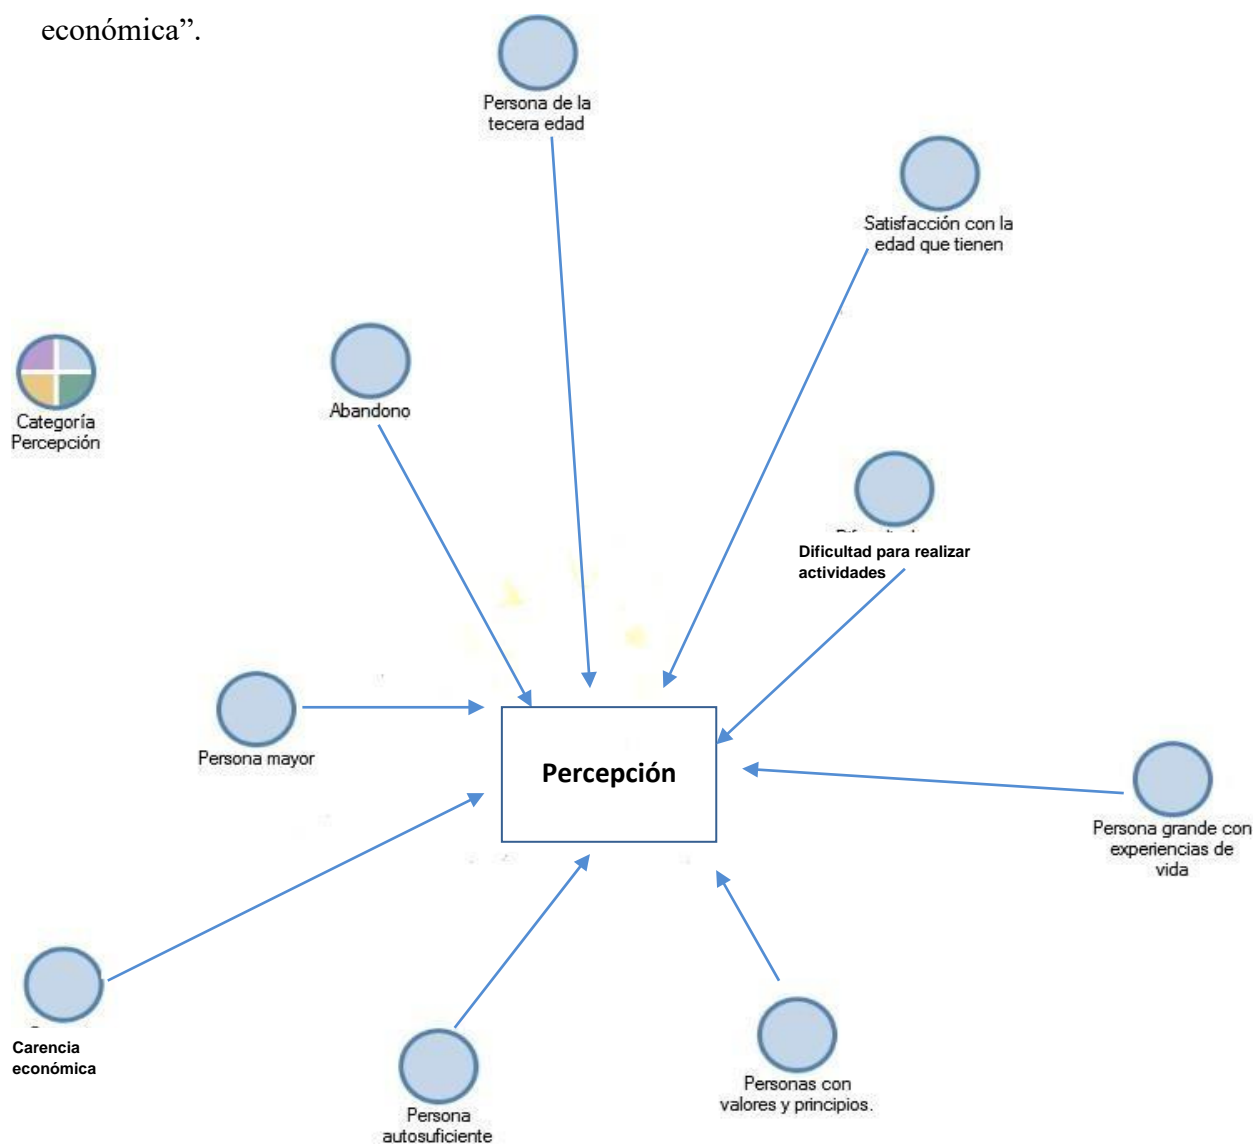 económica”.
Persona de la
tecera edad
Satisfacción con la
edad que tienen
Categoría
Percepción
Abandono
Dificultad para realizar
actividades
Persona mayor
Percepción
Persona grande con
experiencias de
vida
Carencia
económica
Personas con
valores y principios.
Persona
autosuficiente